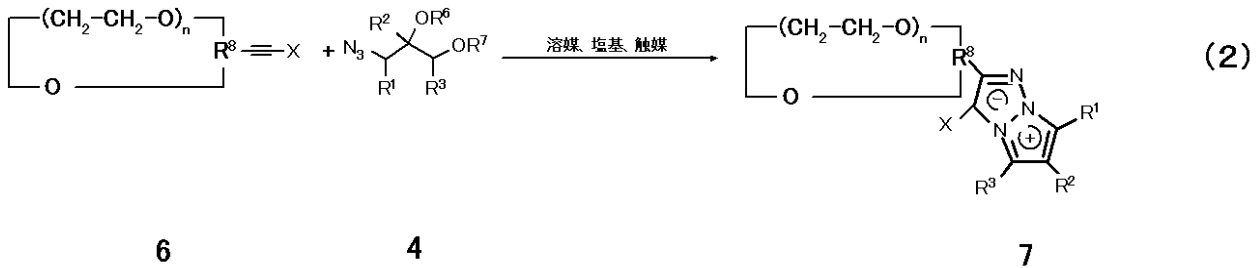 (CH2-CH2-O)n
R8
X
O
+
N3
R2
OR6
OR7
R1
R3
溶媒、塩基、触媒
(CH2-CH2-O)n
O
R8
N
X
−
N
N
+
R1
R3
R2
(2)
6
4
7